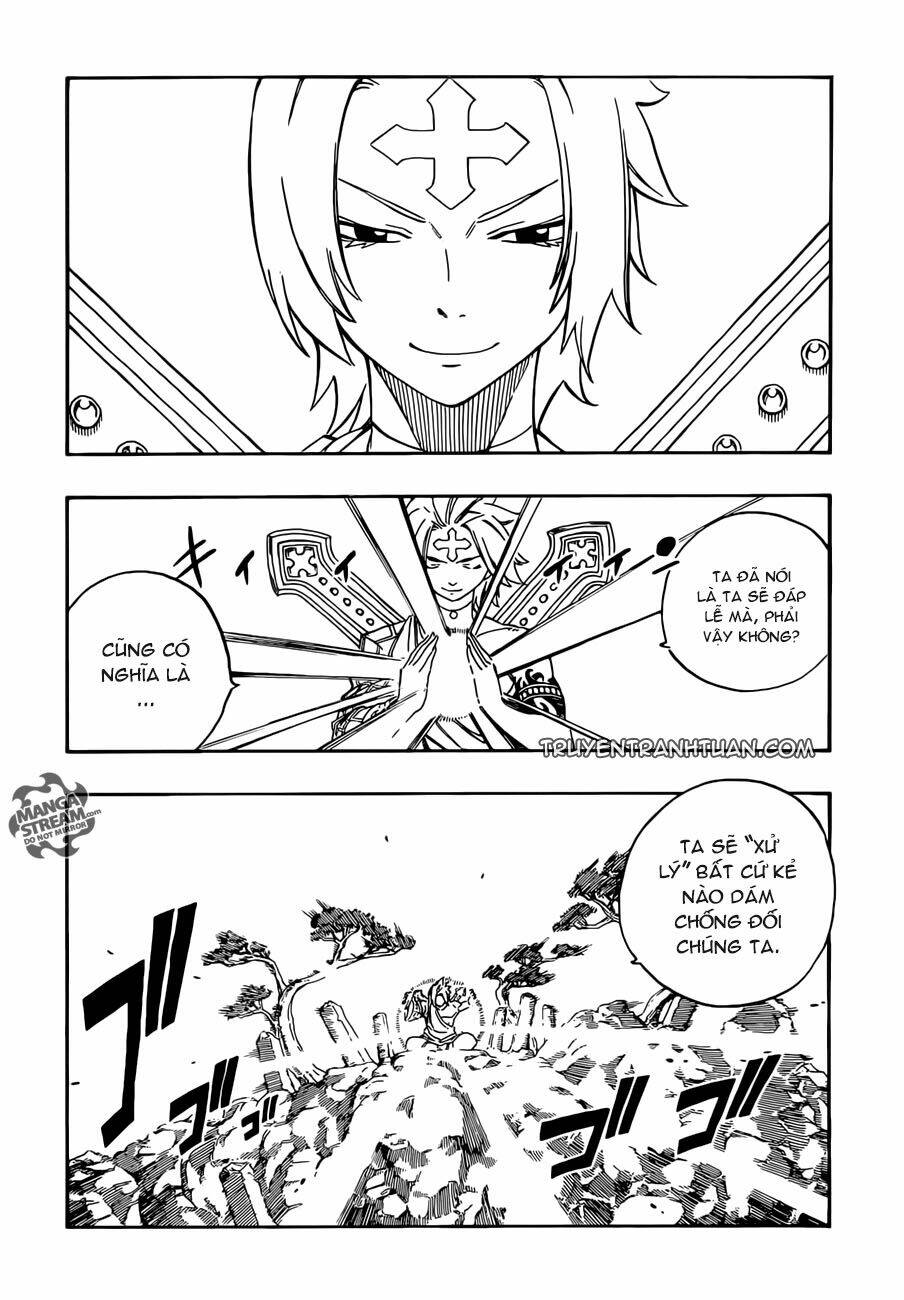 TA ĐÃ NÓI
LÀ TA SẼ ĐÁP
LỄ MÀ, PHẢI
VẬY KHÔNG?
キィィィィ
CŨNG CÓ
NGHĨA LÀ
...
TRUYENTRANHTUAN.COM
MANGA
STREAM.com
DO NOT MIRROR
TA SẼ "XỬ
LÝ" BẤT CỨ KẺ
NÀO DÁM
CHỐNG ĐỐI
CHÚNG TA.
ゴゴゴ
ゴゴ